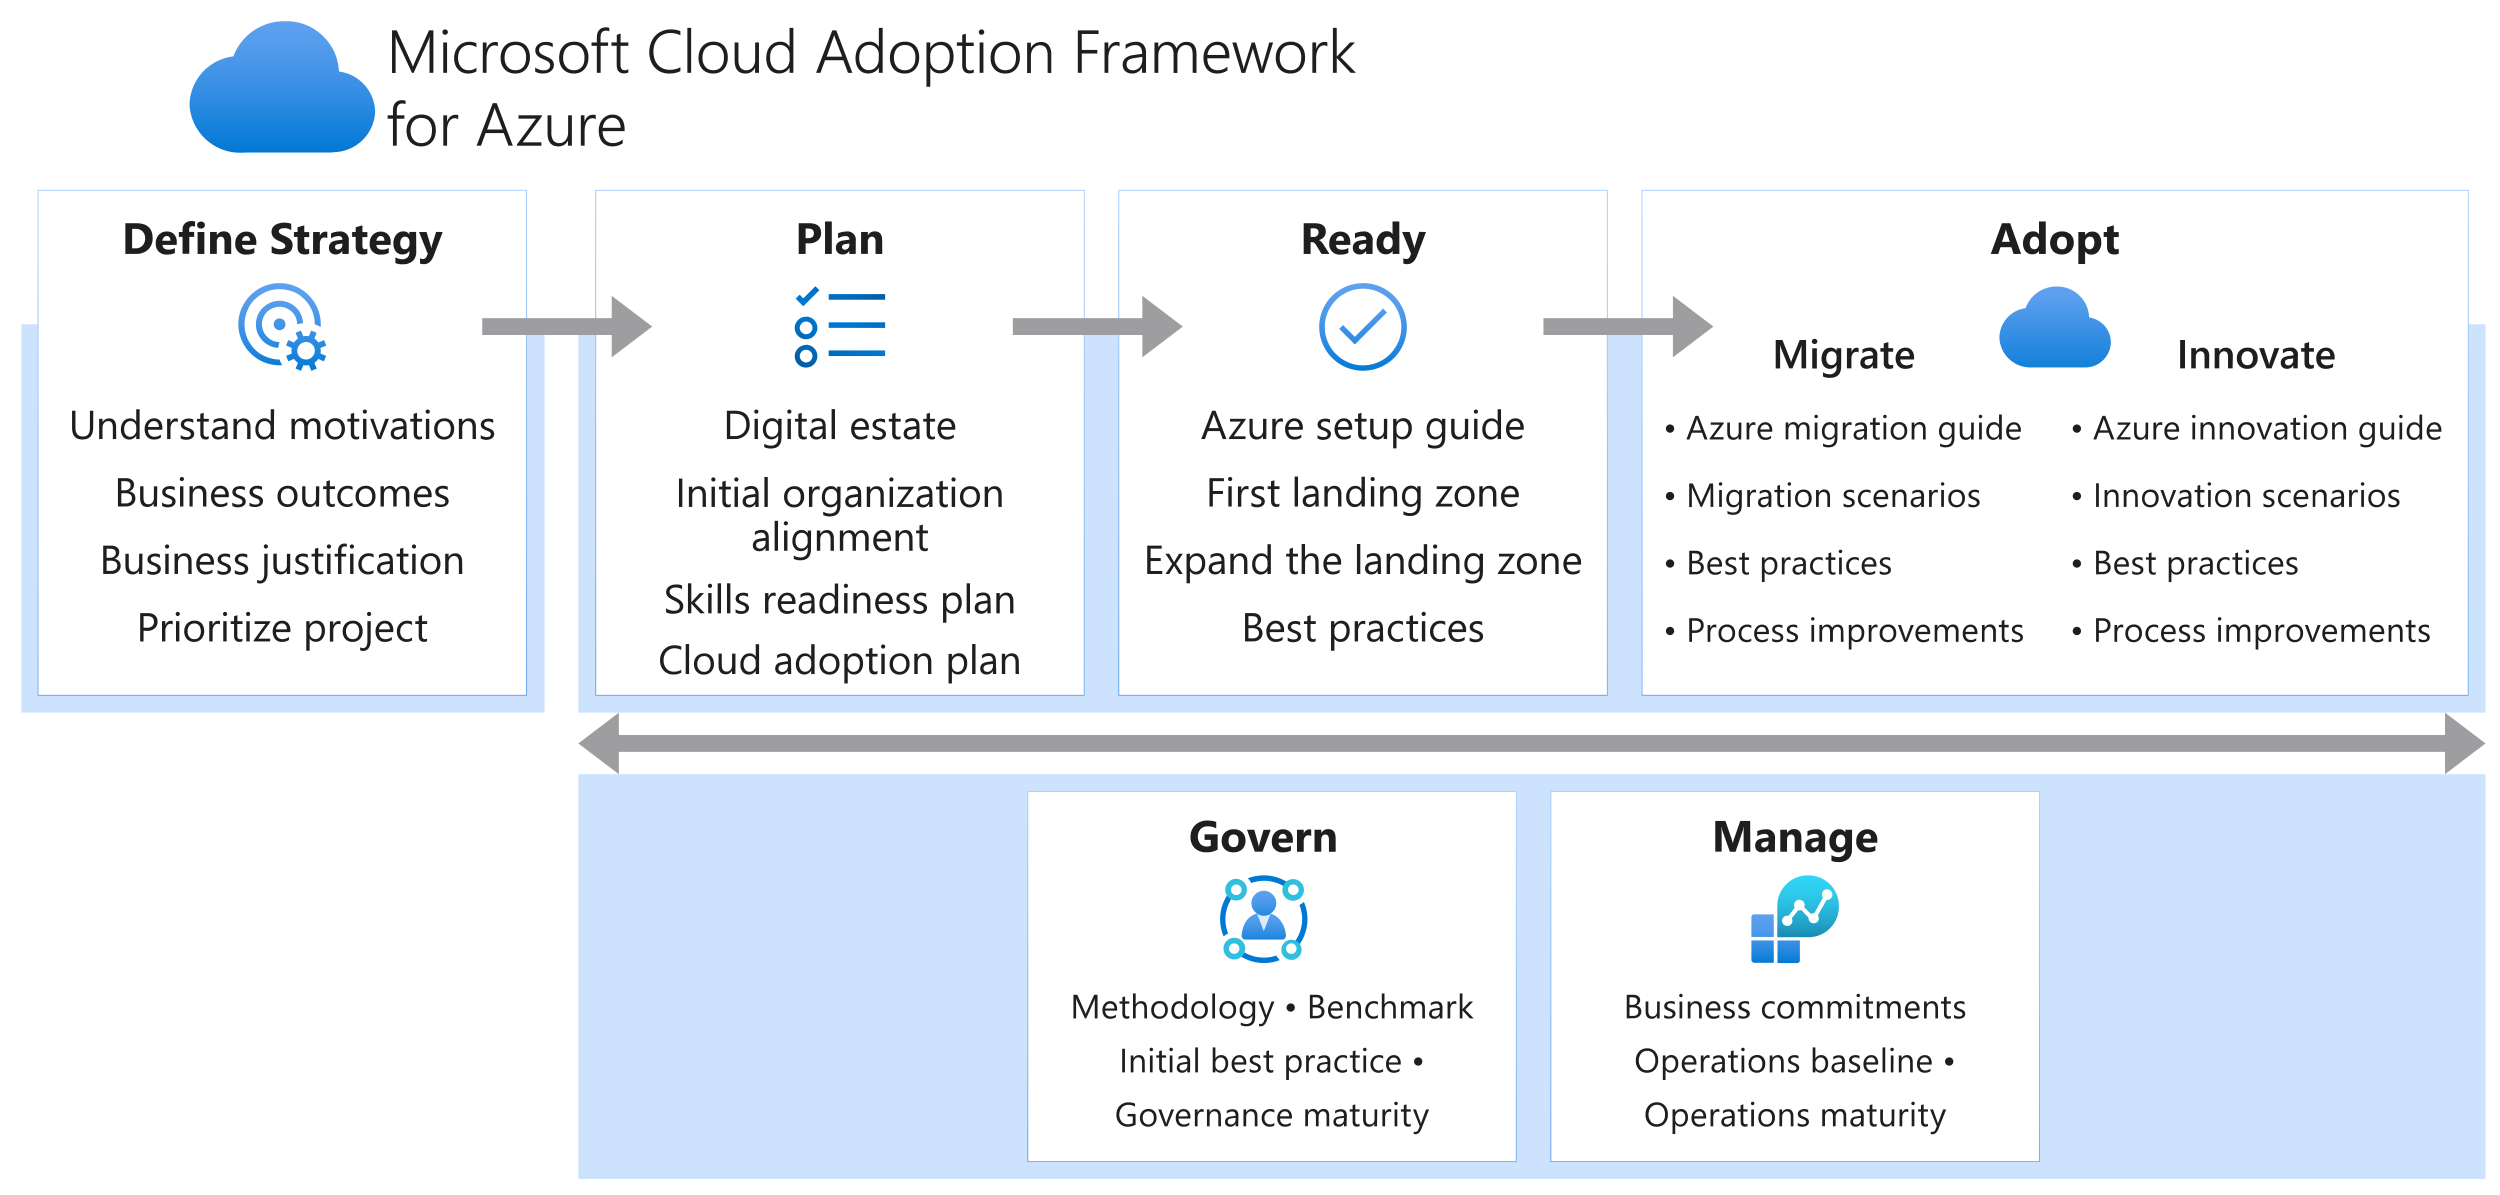 Microsoft Cloud Adoption Framework
for Azure
Define Strategy
Understand motivations
Business outcomes
Business justification
Prioritize project
Plan
Digital estate
Initial organization
alignment
Skills readiness plan
Cloud adoption plan
Ready
Azure setup guide
First landing zone
Expand the landing zone
Best practices
Adopt
Migrate
• Azure migration guide
• Migration scenarios
• Best practices
• Process improvements
Innovate
• Azure innovation guide
• Innovation scenarios
• Best practices
• Process improvements
Govern
Methodology • Benchmark
Initial best practice •
Governance maturity
Manage
Business commitments
Operations baseline •
Operations maturity